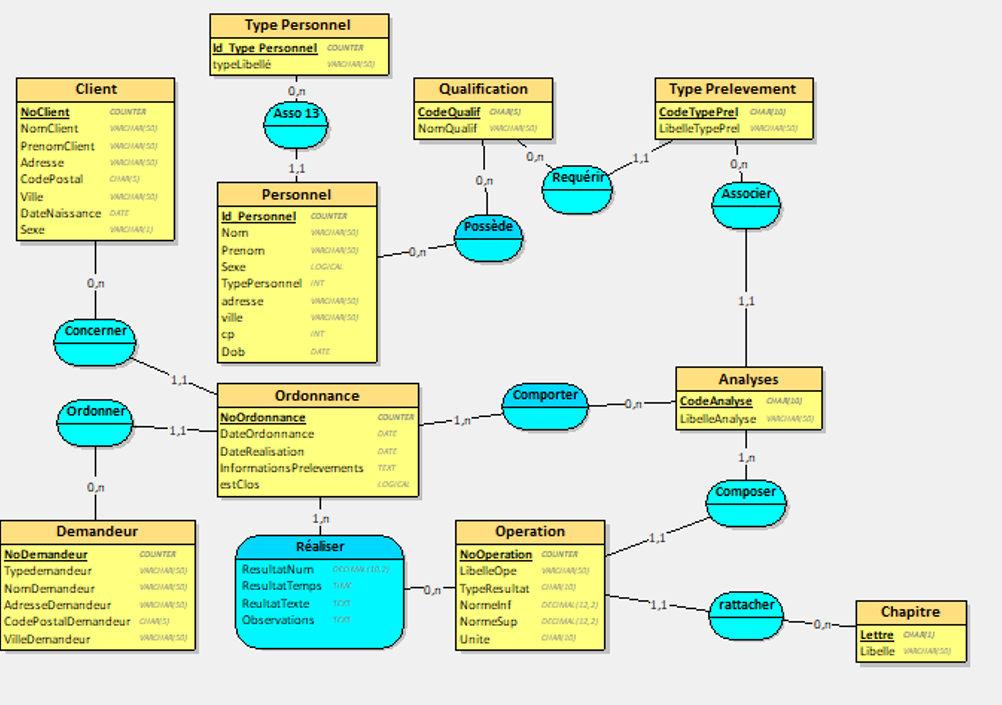 Type Personnel
Id_Type Personnel COUNTER
typeLibellé VARCHAR(50)
0,n
Asso 13
1,1
Client
NoClient COUNTER
NomClient VARCHAR(50)
PrenomClient VARCHAR(50)
Adresse VARCHAR(50)
CodePostal CHAR(5)
Ville VARCHAR(50)
DateNaissance DATE
Sexe VARCHAR(1)
0,n
Concerner
1,1
Qualification
CodeQualif CHAR(5)
NomQualif VARCHAR(50)
0,n
0,n
Requérir
1,1
Type Prelevement
CodeTypePrel CHAR(10)
LibelleTypePrel VARCHAR(50)
0,n
Associer
1,1
Personnel
Id_Personnel COUNTER
Nom VARCHAR(50)
Prenom VARCHAR(50)
Sexe LOGICAL
TypePersonnel INT
adresse VARCHAR(50)
ville VARCHAR(50)
cp INT
Dob DATE
0,n
Possède
Ordonnance
NoOrdonnance COUNTER
DateOrdonnance DATE
DateRealisation DATE
InformationsPrelevements TEXT
estClos LOGICAL
1,n
Comporter
0,n
Analyses
CodeAnalyse CHAR(10)
LibelleAnalyse VARCHAR(50)
1,n
Composer
1,1
Ordonner
1,1
0,n
Demandeur
NoDemandeur COUNTER
Typedemandeur VARCHAR(50)
NomDemandeur VARCHAR(50)
AdresseDemandeur VARCHAR(50)
CodePostalDemandeur CHAR(5)
VilleDemandeur VARCHAR(50)
1,n
Réaliser
ResultatNum DECIMAL(10,2)
ResultatTemps TIME
ReultatTexte TEXT
Observations TEXT
0,n
Operation
NoOperation COUNTER
LibelleOpe VARCHAR(50)
TypeResultat CHAR(10)
NormeInf DECIMAL(12,2)
NormeSup DECIMAL(12,2)
Unite CHAR(10)
1,1
rattacher
0,n
Chapitre
Lettre CHAR(1)
Libelle VARCHAR(50)